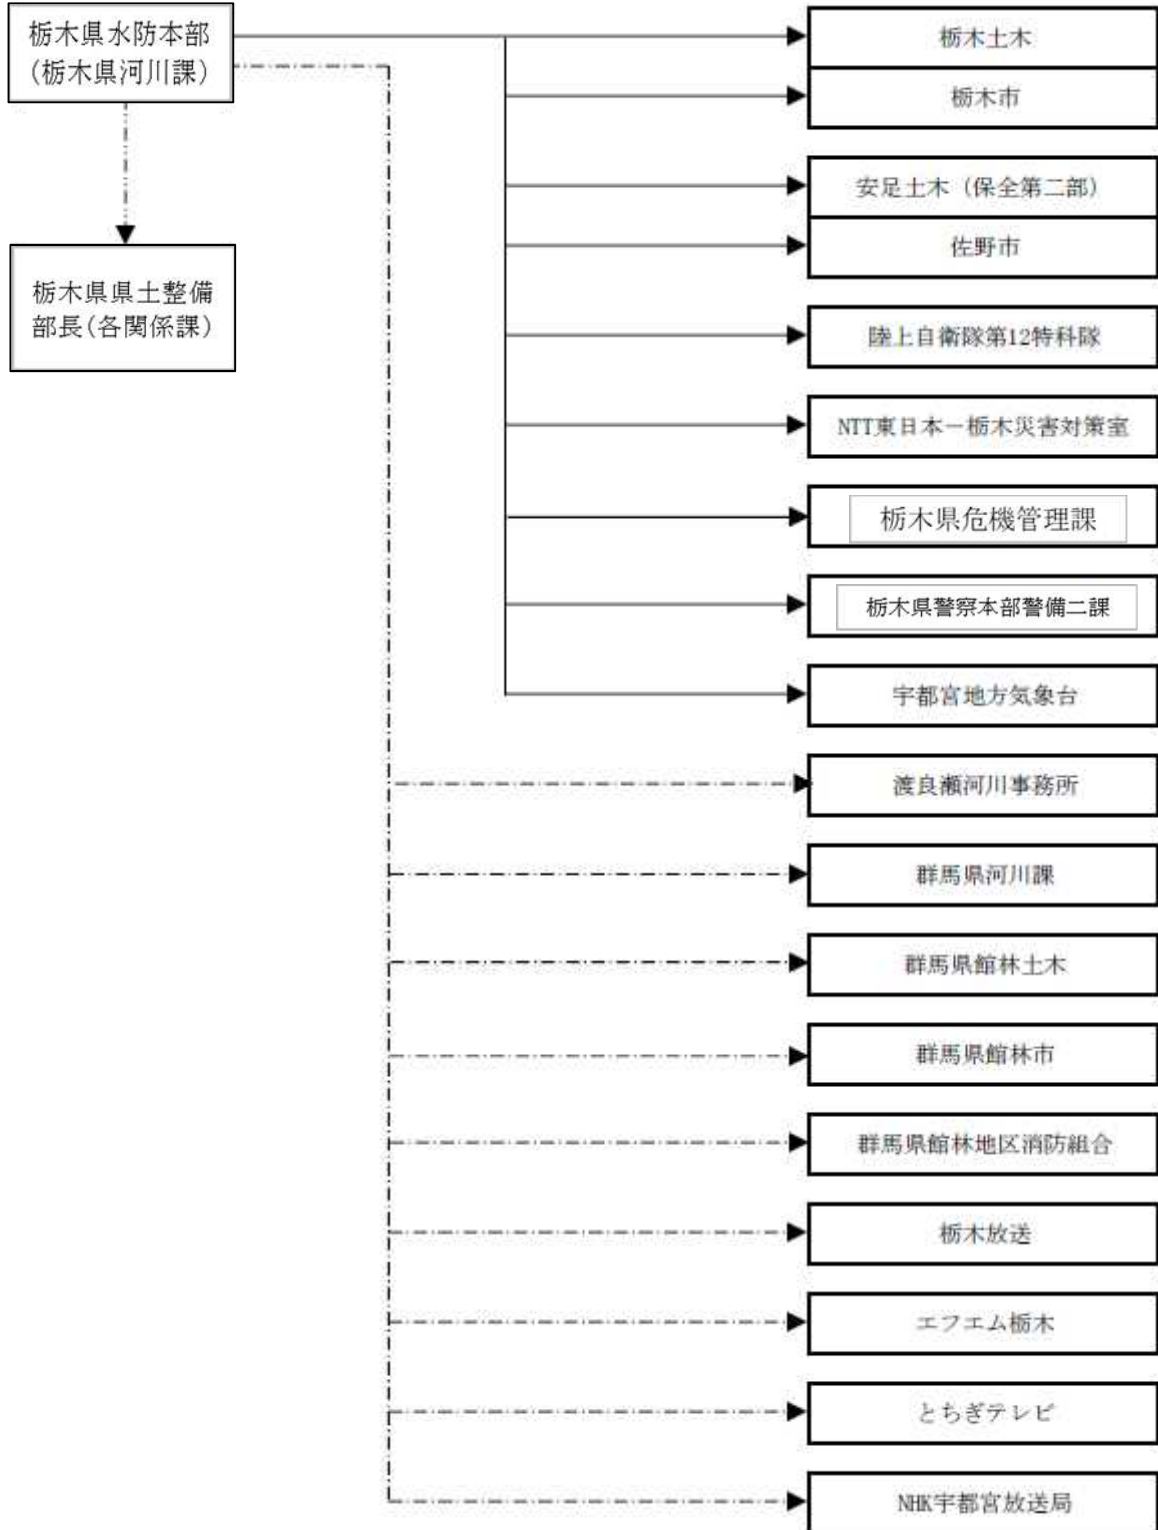 栃木県水防本部
(栃木県河川課)
栃木県県土整備
部長(各関係課)
栃木土木
栃木市
安足土木（保全第二部）
佐野市
陸上自衛隊第12特科隊
NTT東日本－栃木災害対策室
栃木県危機管理課
栃木県警察本部警備二課
宇都宮地方気象台
渡良瀬河川事務所
群馬県河川課
群馬県館林土木
群馬県館林市
群馬県館林地区消防組合
栃木放送
エフエム栃木
とちぎテレビ
NHK宇都宮放送局